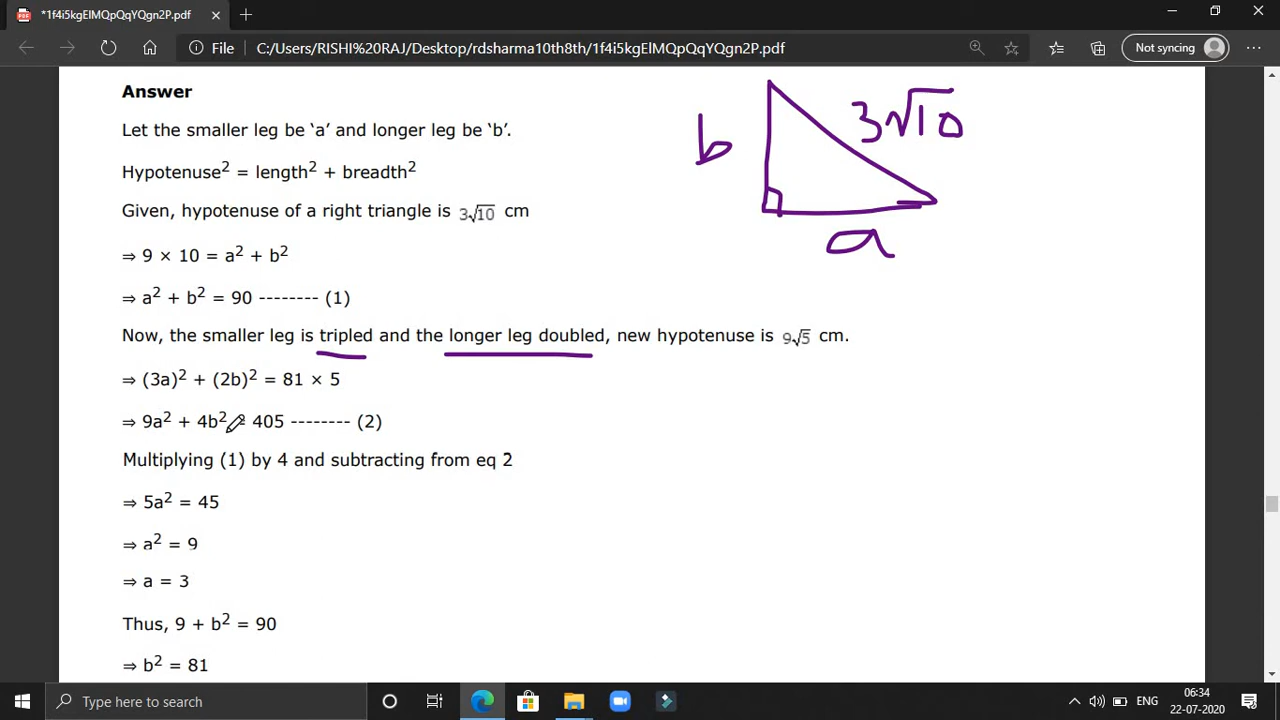 *1f4i5kgElMQpQqYQgn2P.pdf
File C:/Users/RISHI%20RAJ/Desktop/rdsharma10th8th/1f4i5kgElMQpQqYQgn2P.pdf Not syncing
Answer
Let the smaller leg be ‘a’ and longer leg be ‘b’.
Hypotenuse² = length² + breadth²
Given, hypotenuse of a right triangle is 3√10 cm
⇒ 9 × 10 = a² + b²
⇒ a² + b² = 90 -------- (1)
Now, the smaller leg is tripled and the longer leg doubled, new hypotenuse is 9√5 cm.
⇒ (3a)² + (2b)² = 81 × 5
⇒ 9a² + 4b² = 405 -------- (2)
Multiplying (1) by 4 and subtracting from eq 2
⇒ 5a² = 45
⇒ a² = 9
⇒ a = 3
Thus, 9 + b² = 90
⇒ b² = 81
b
3√10
a
Type here to search
ENG
06:34
22-07-2020